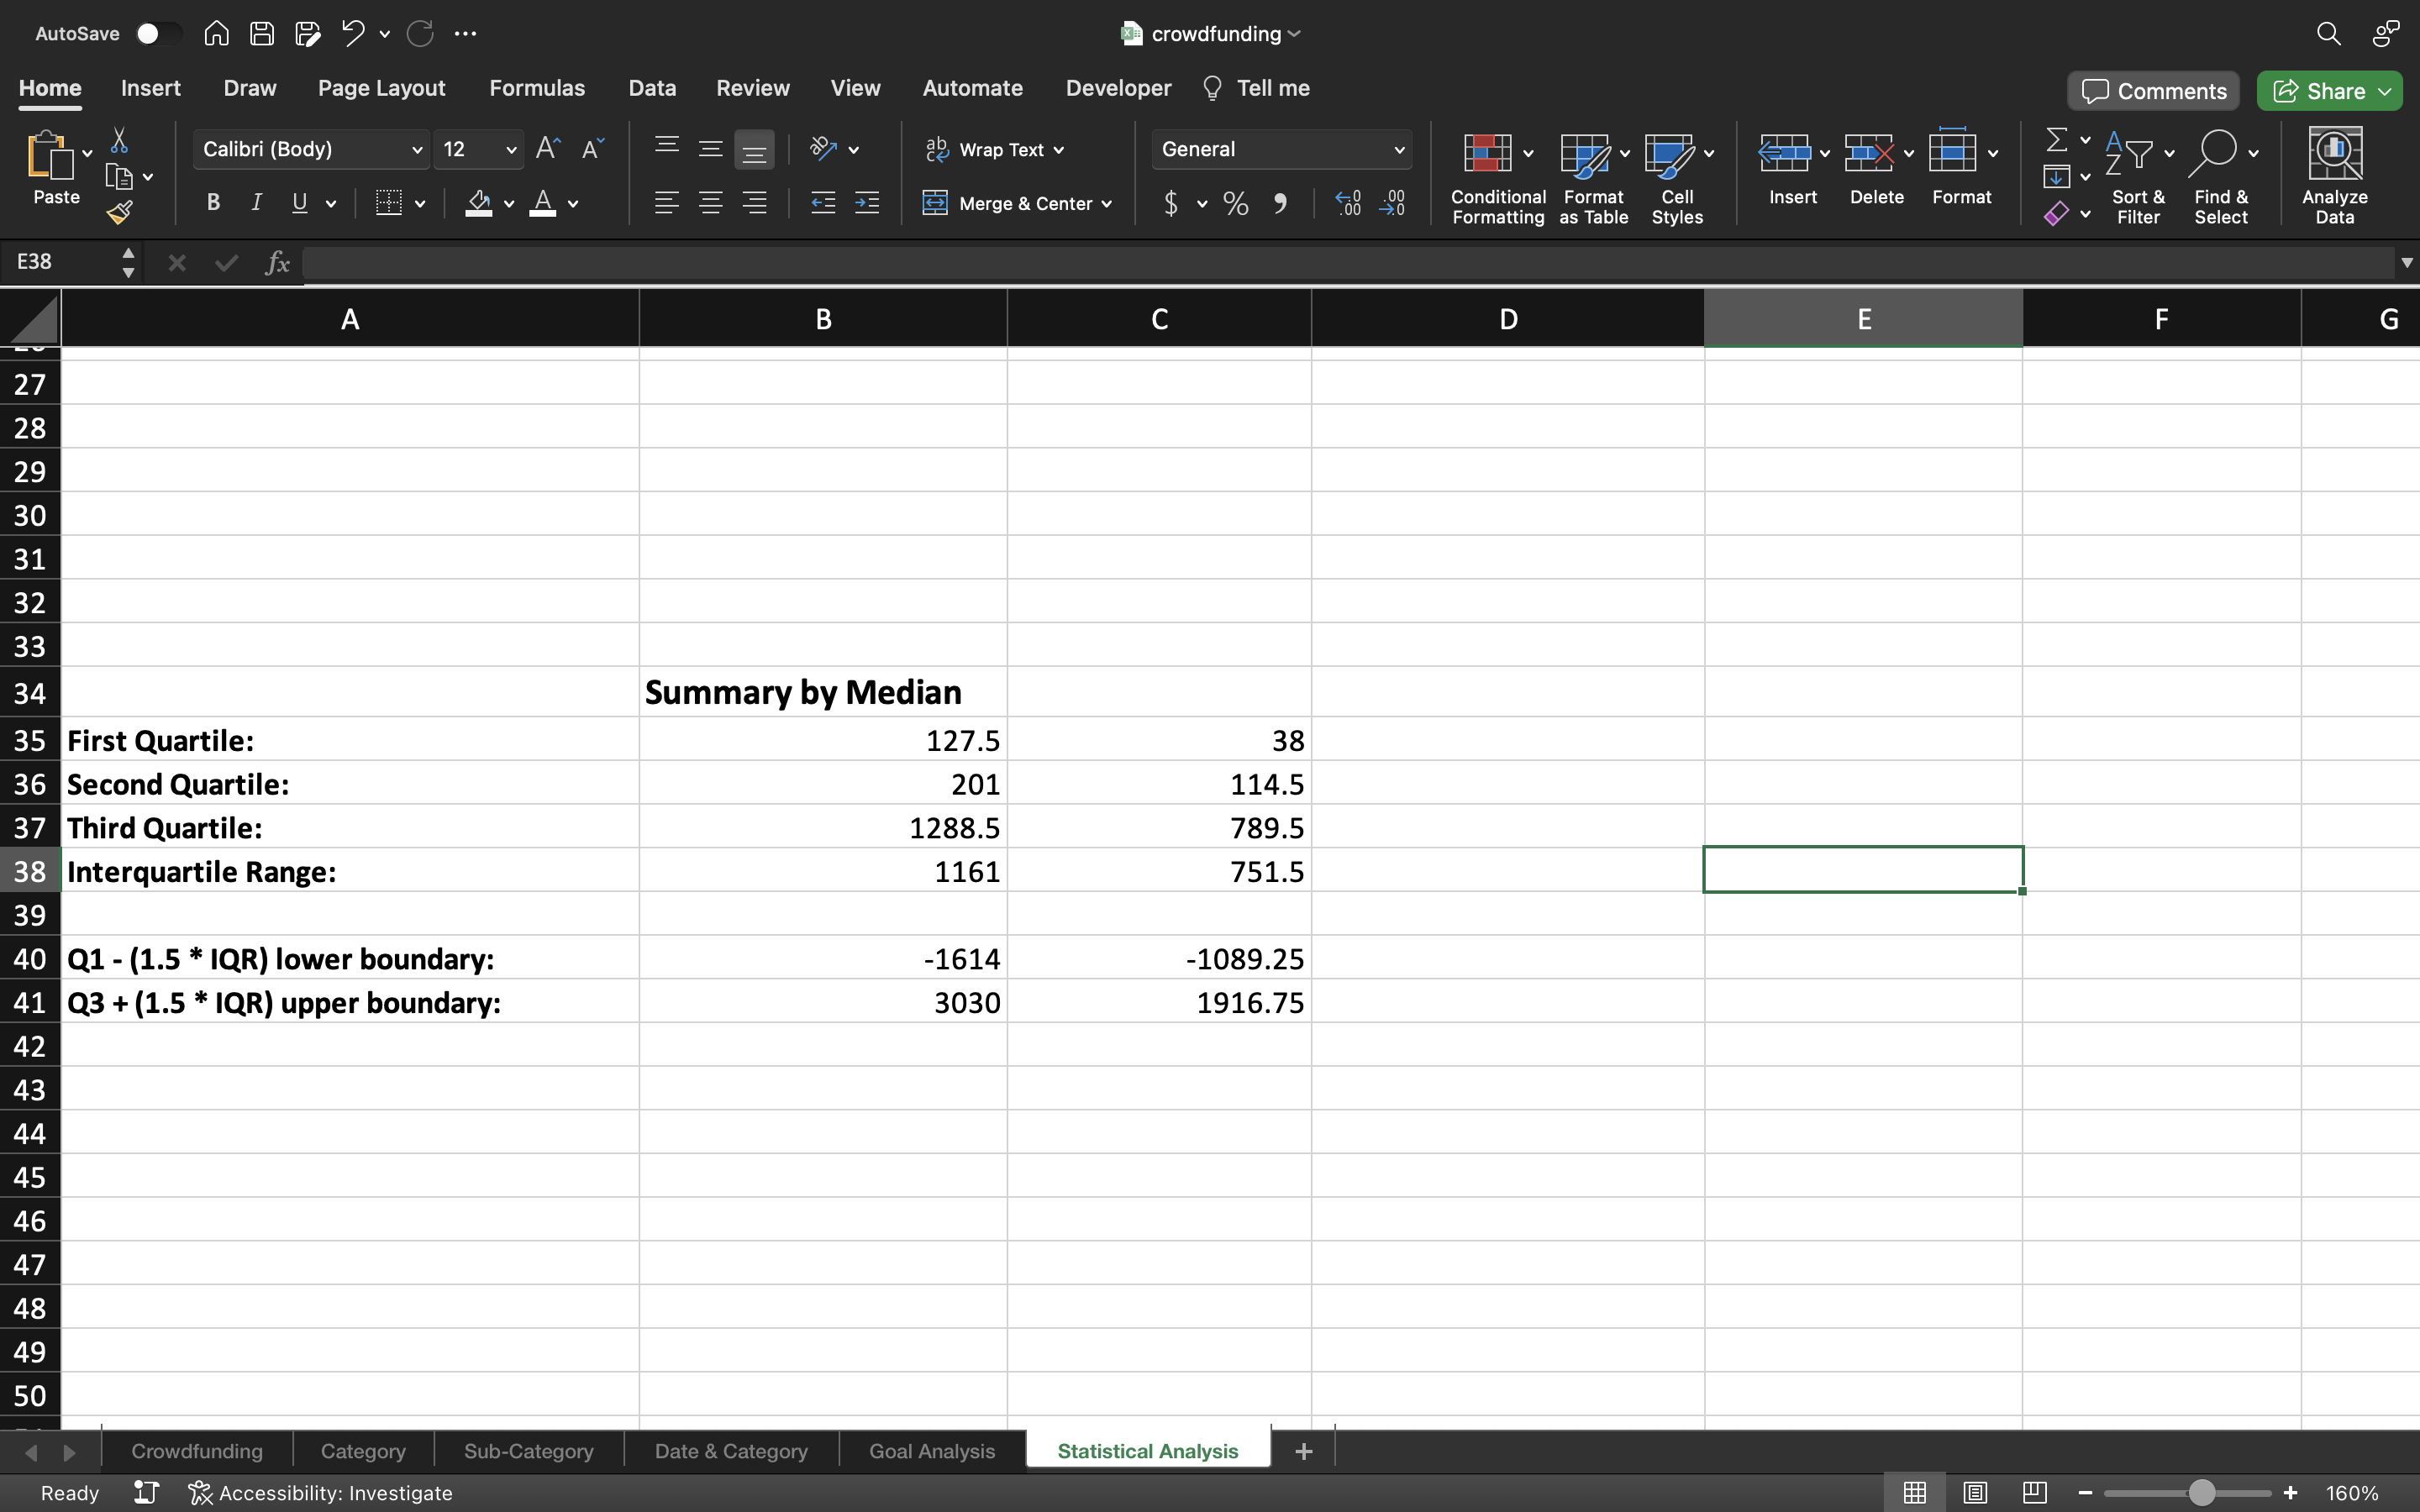 AutoSave
crowdfunding
Home Insert Draw Page Layout Formulas Data Review View Automate Developer Tell me Comments Share
Paste
Calibri (Body) 12
B I U A
Wrap Text
Merge & Center
General
$ %
Conditional Formatting
Format as Table
Cell Styles
Insert Delete Format
Sort & Filter
Find & Select
Analyze Data
E38 fx
A B C D E F G
27
28
29
30
31
32
33
34 Summary by Median
35 First Quartile: 127.5 38
36 Second Quartile: 201 114.5
37 Third Quartile: 1288.5 789.5
38 Interquartile Range: 1161 751.5
39
40 Q1 - (1.5 * IQR) lower boundary: -1614 -1089.25
41 Q3 + (1.5 * IQR) upper boundary: 3030 1916.75
42
43
44
45
46
47
48
49
50
Crowdfunding Category Sub-Category Date & Category Goal Analysis Statistical Analysis +
Ready Accessibility: Investigate - + 160%